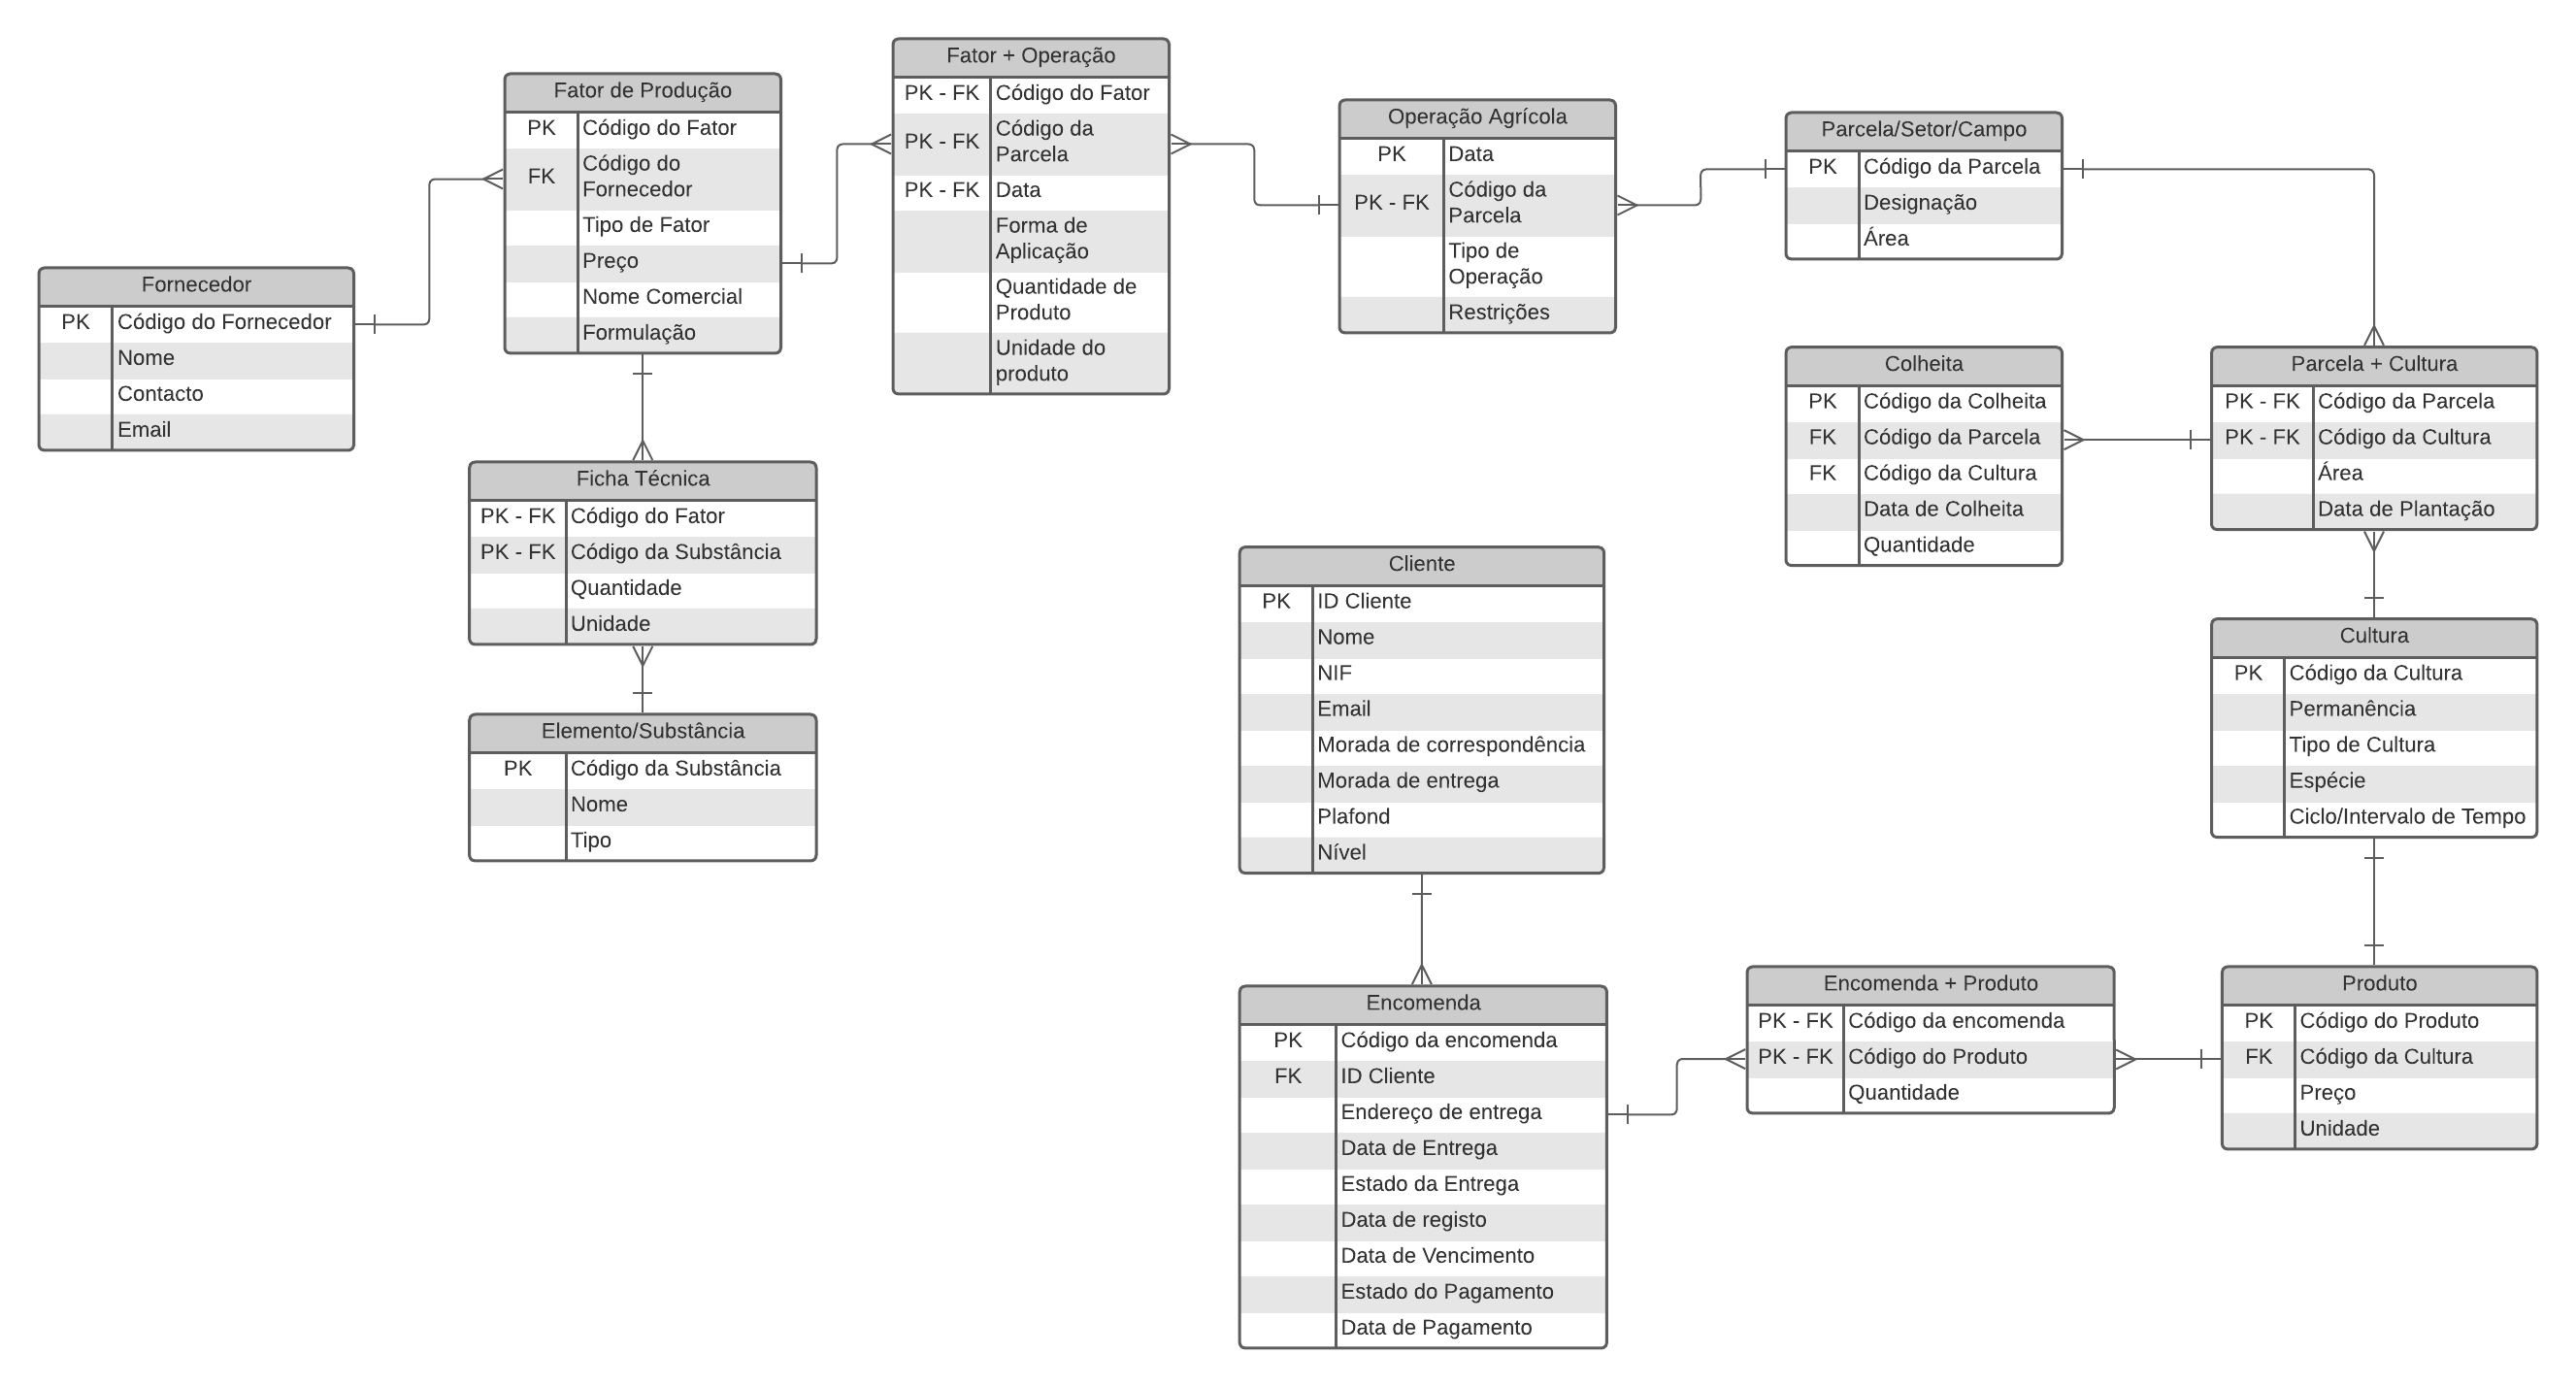 Fator + Operação
PK - FK Código do Fator
PK - FK Código da
Parcela
PK - FK Data
Forma de
Aplicação
Quantidade de
Produto
Unidade do
produto
Fator de Produção
PK Código do Fator
FK Código do
Fornecedor
Tipo de Fator
Preço
Nome Comercial
Formulação
Operação Agrícola
PK Data
PK - FK Código da
Parcela
Tipo de
Operação
Restrições
Parcela/Setor/Campo
PK Código da Parcela
Designação
Área
Fornecedor
PK Código do Fornecedor
Nome
Contacto
Email
Colheita
PK Código da Colheita
FK Código da Parcela
FK Código da Cultura
Data de Colheita
Quantidade
Parcela + Cultura
PK - FK Código da Parcela
PK - FK Código da Cultura
Área
Data de Plantação
Ficha Técnica
PK - FK Código do Fator
PK - FK Código da Substância
Quantidade
Unidade
Cliente
PK ID Cliente
Nome
NIF
Email
Morada de correspondência
Morada de entrega
Plafond
Nível
Cultura
PK Código da Cultura
Permanência
Tipo de Cultura
Espécie
Ciclo/Intervalo de Tempo
Elemento/Substância
PK Código da Substância
Nome
Tipo
Encomenda
PK Código da encomenda
FK ID Cliente
Endereço de entrega
Data de Entrega
Estado da Entrega
Data de registo
Data de Vencimento
Estado do Pagamento
Data de Pagamento
Encomenda + Produto
PK - FK Código da encomenda
PK - FK Código do Produto
Quantidade
Produto
PK Código do Produto
FK Código da Cultura
Preço
Unidade